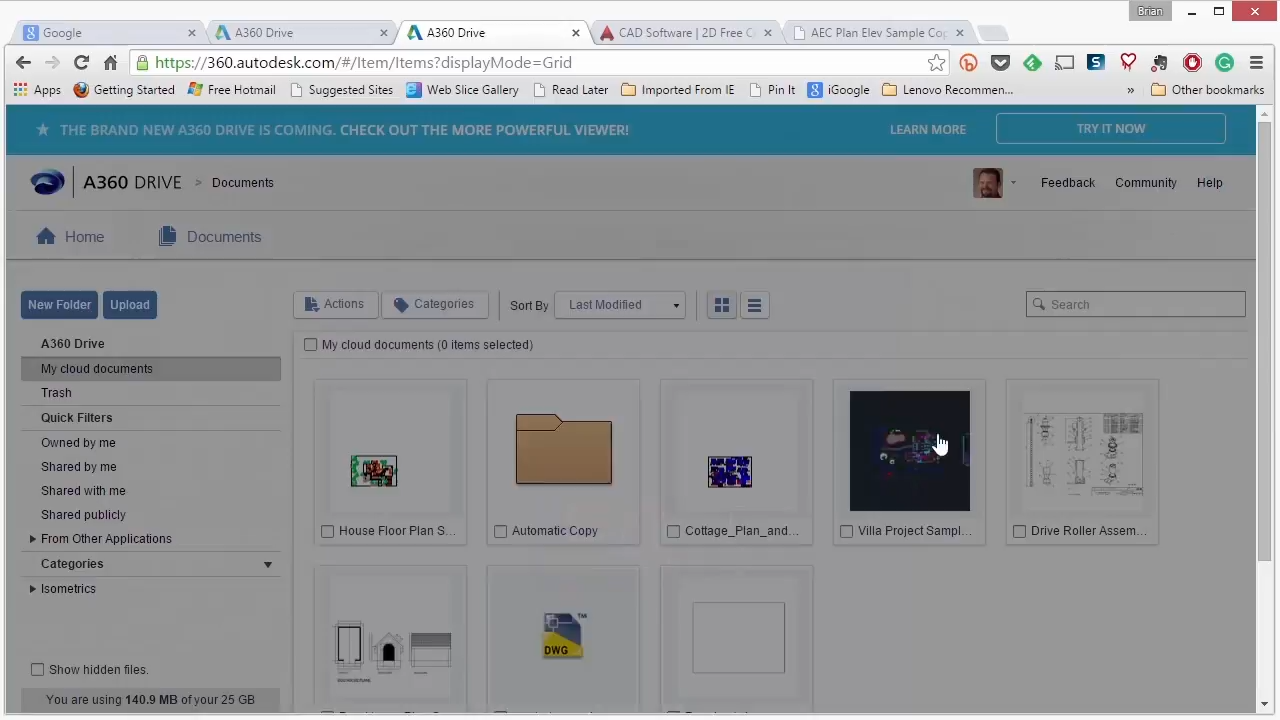 Brian
Google
A360 Drive
A360 Drive
CAD Software | 2D Free C
AEC Plan Elev Sample Cop
https://360.autodesk.com/#/Item/Items?displayMode=Grid
Apps
Getting Started
Free Hotmail
Suggested Sites
Web Slice Gallery
Read Later
Imported From IE
Pin It
iGoogle
Lenovo Recommen...
»
Other bookmarks
THE BRAND NEW A360 DRIVE IS COMING. CHECK OUT THE MORE POWERFUL VIEWER!
LEARN MORE
TRY IT NOW
A360 DRIVE > Documents
Feedback
Community
Help
Home
Documents
New Folder
Upload
Actions
Categories
Sort By
Last Modified
Search
A360 Drive
My cloud documents
Trash
Quick Filters
Owned by me
Shared by me
Shared with me
Shared publicly
From Other Applications
Categories
Isometrics
Show hidden files.
You are using 140.9 MB of your 25 GB
My cloud documents (0 items selected)
House Floor Plan S...
Automatic Copy
Cottage_Plan_and...
Villa Project Sampl...
Drive Roller Assem...
DWG